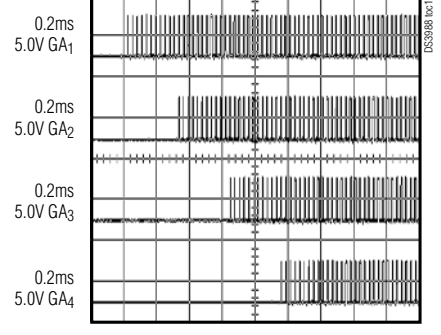 0.2ms
5.0V GA1
0.2ms
5.0V GA2
0.2ms
5.0V GA3
0.2ms
5.0V GA4
DS3988 toc1